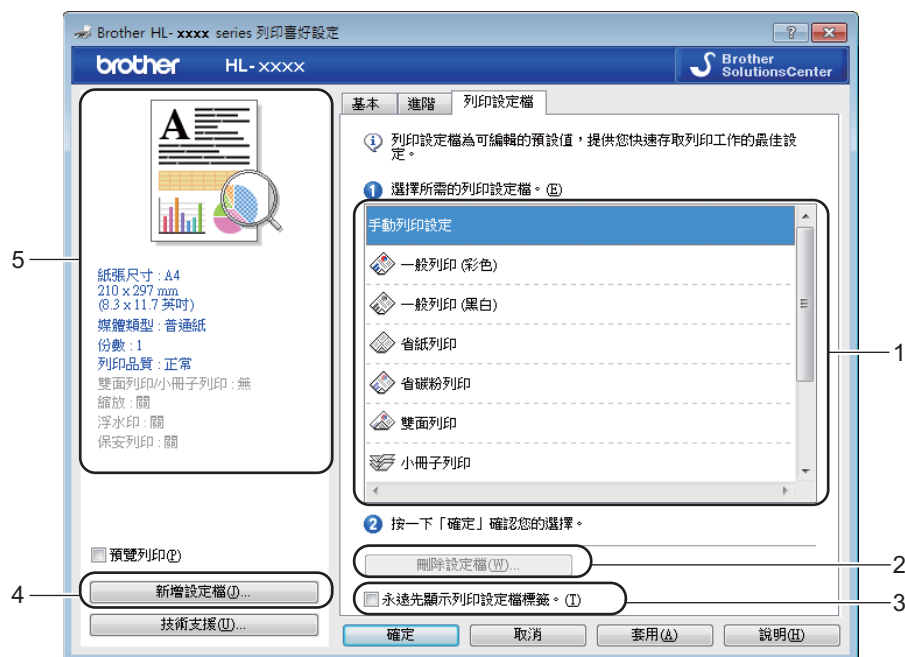 Brother HL- xxxx series 列印喜好設定
brother HL-xxxx
Brother
SolutionsCenter
基本 進階 列印設定檔
A
列印設定檔為可編輯的預設值，提供您快速存取列印工作的最佳設
定。
1 選擇所需的列印設定檔。(E)
手動列印設定
一般列印 (彩色)
一般列印 (黑白)
省紙列印
省碳粉列印
雙面列印
小冊子列印
2 按一下「確定」確認您的選擇。
刪除設定檔(W)...
永遠先顯示列印設定檔標籤。(T)
紙張尺寸 : A4
210 x 297 mm
(8.3 x 11.7 英吋)
媒體類型 : 普通紙
份數 : 1
列印品質 : 正常
雙面列印/小冊子列印 : 無
縮放 : 關
浮水印 : 關
保安列印 : 關
預覽列印(P)
新增設定檔(J)...
技術支援(U)...
確定 取消 套用(A) 說明(H)
1
2
3
4
5